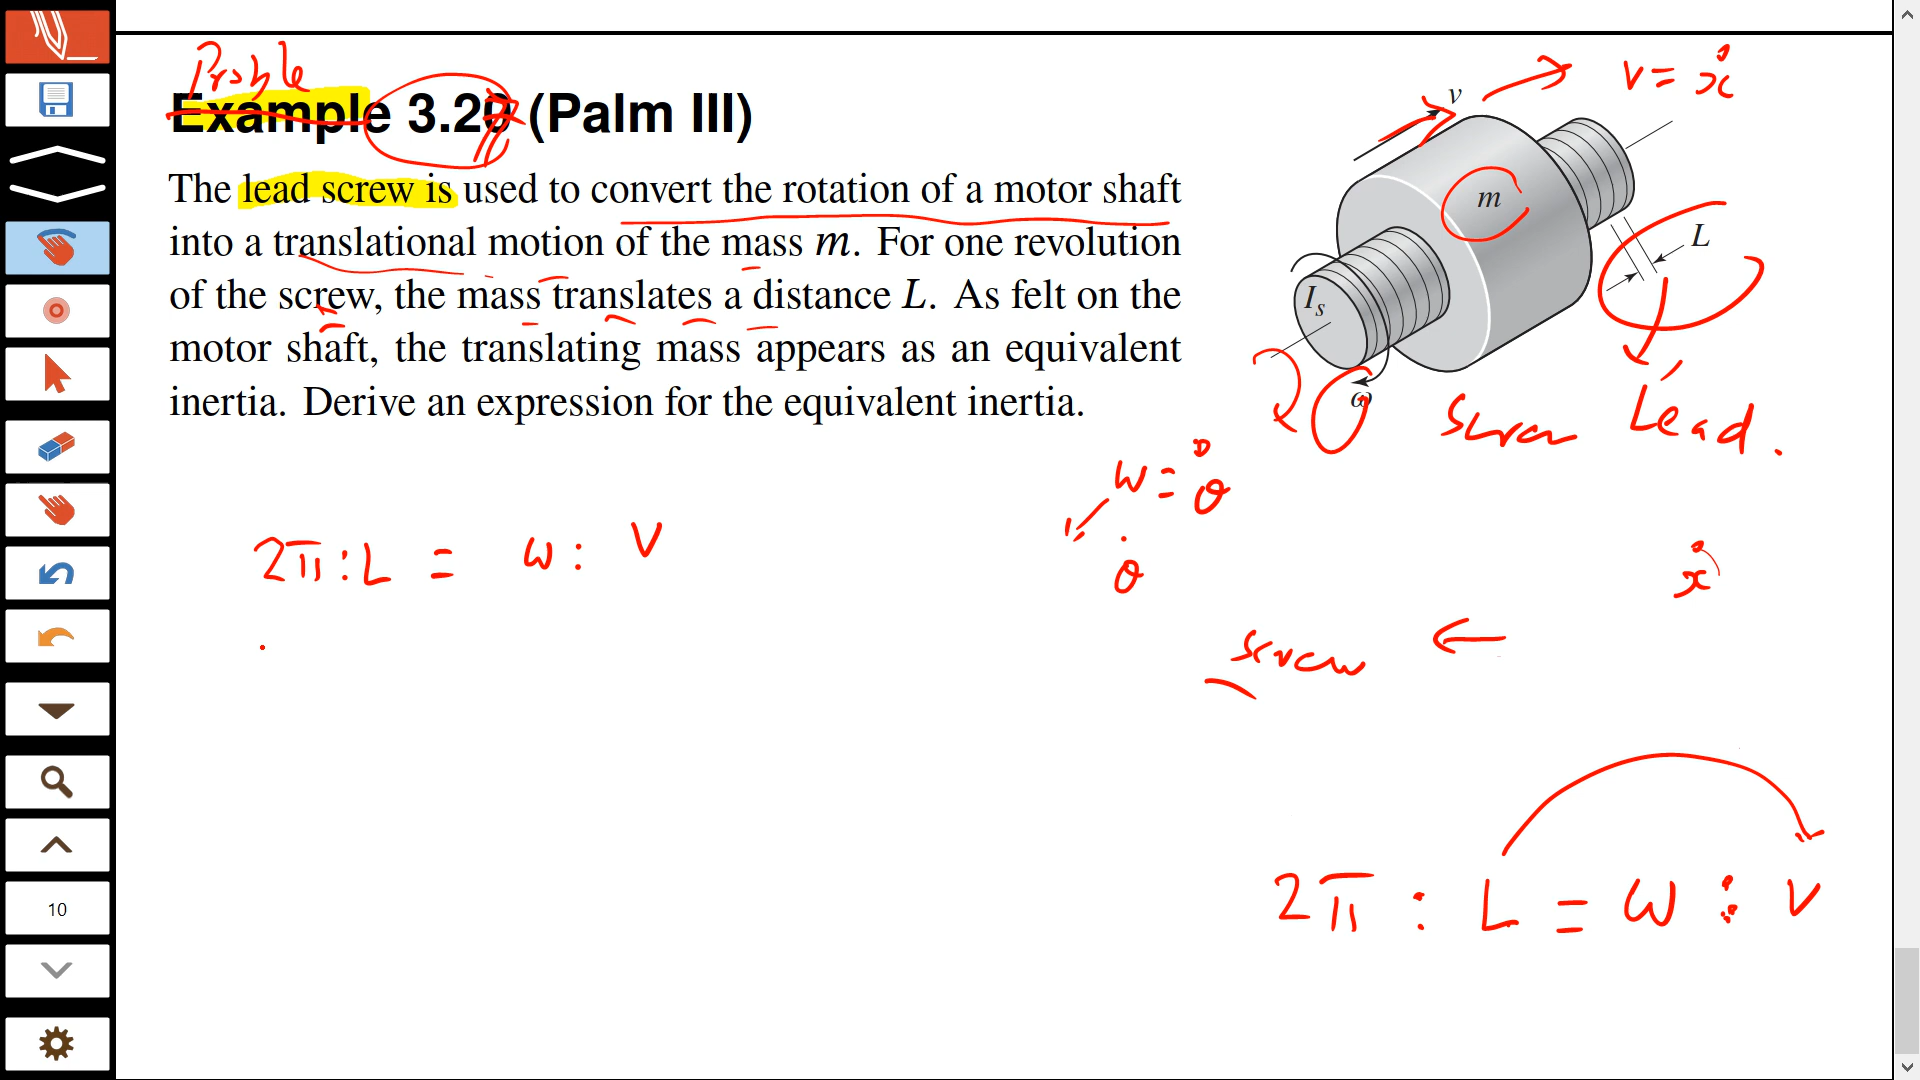 Proble
Example 3.20 (Palm III)
The lead screw is used to convert the rotation of a motor shaft
into a translational motion of the mass m. For one revolution
of the screw, the mass translates a distance L. As felt on the
motor shaft, the translating mass appears as an equivalent
inertia. Derive an expression for the equivalent inertia.
v
v = ẋ
m
L
I_s
ω
Screw Lead.
ω = θ̇
θ̇
ẋ
screw
2π : L = ω : V
2π : L = ω : V
10